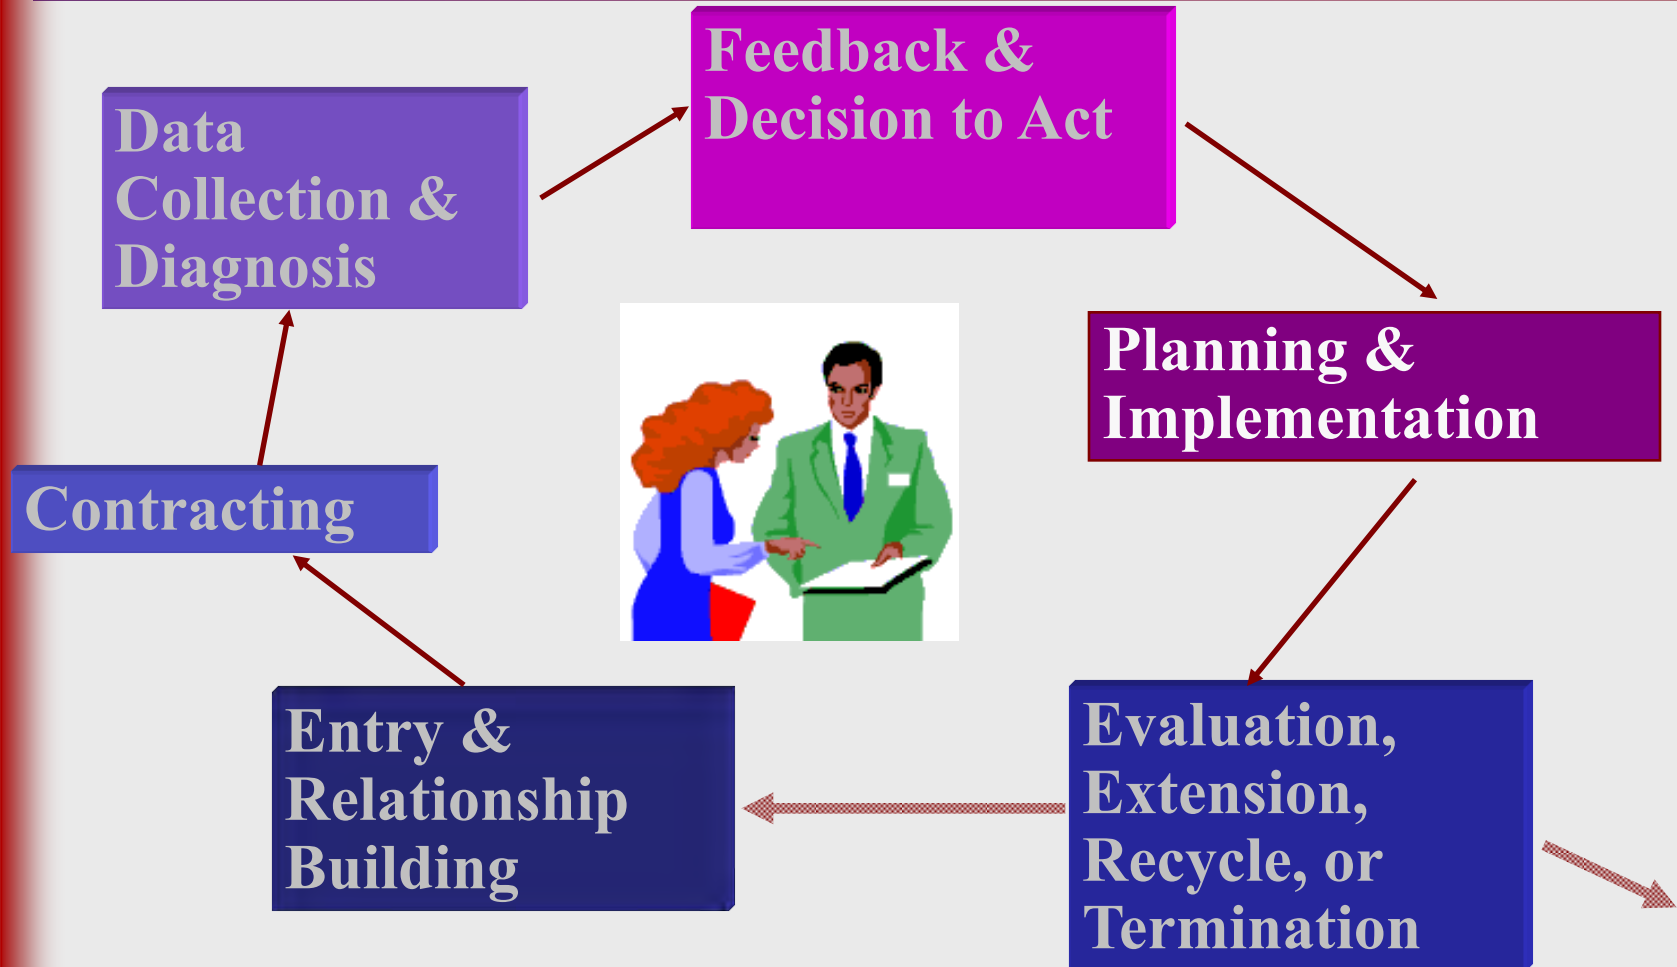 Feedback &
Decision to Act
Data
Collection &
Diagnosis
Planning &
Implementation
Contracting
Entry &
Relationship
Building
Evaluation,
Extension,
Recycle, or
Termination